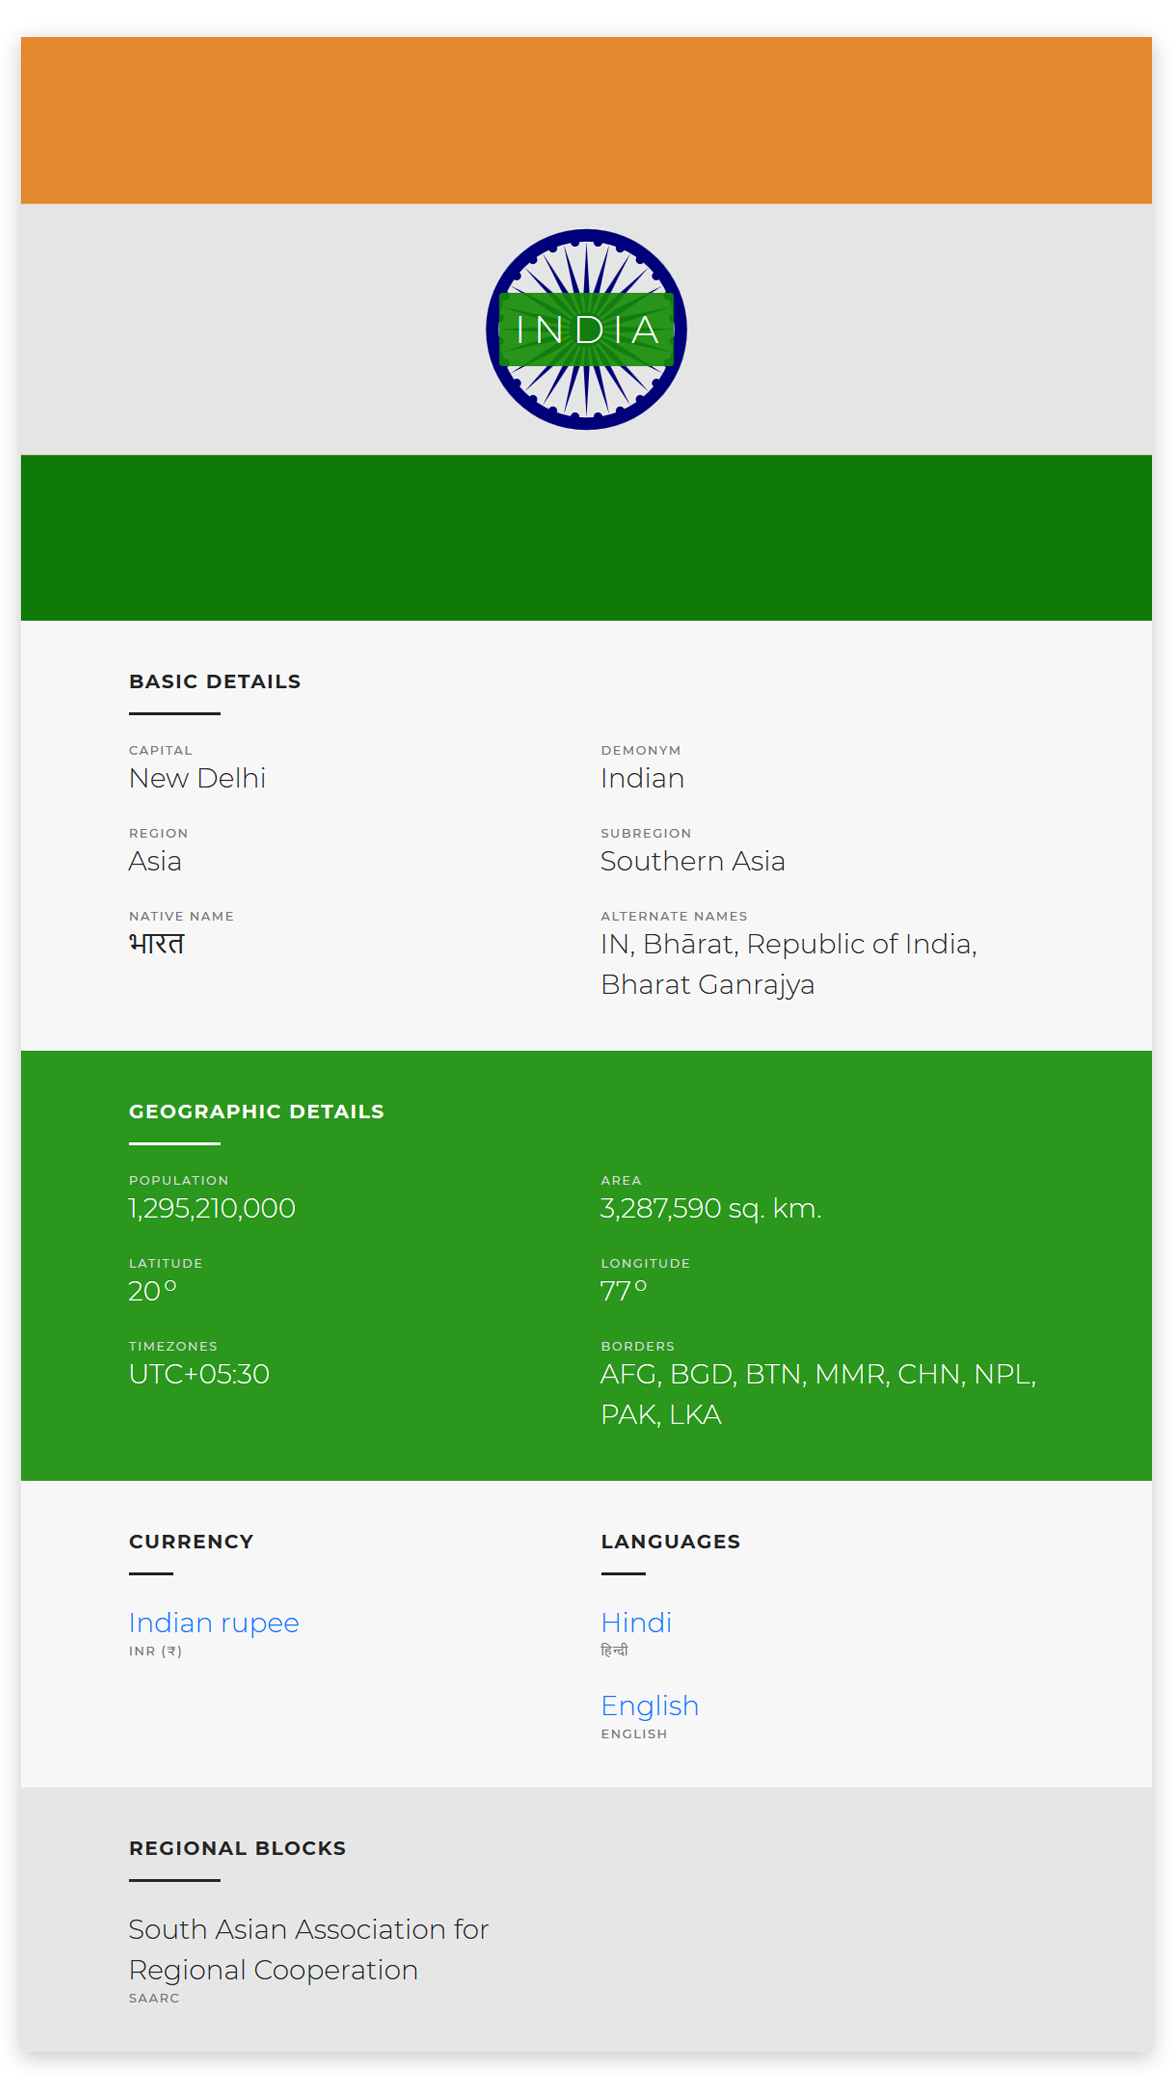 INDIA
BASIC DETAILS
CAPITAL
New Delhi
DEMONYM
Indian
REGION
Asia
SUBREGION
Southern Asia
NATIVE NAME
भारत
ALTERNATE NAMES
IN, Bhārat, Republic of India,
Bharat Ganrajya
GEOGRAPHIC DETAILS
POPULATION
1,295,210,000
AREA
3,287,590 sq. km.
LATITUDE
20°
LONGITUDE
77°
TIMEZONES
UTC+05:30
BORDERS
AFG, BGD, BTN, MMR, CHN, NPL,
PAK, LKA
CURRENCY
Indian rupee
INR (₹)
LANGUAGES
Hindi
हिन्दी
English
ENGLISH
REGIONAL BLOCKS
South Asian Association for
Regional Cooperation
SAARC